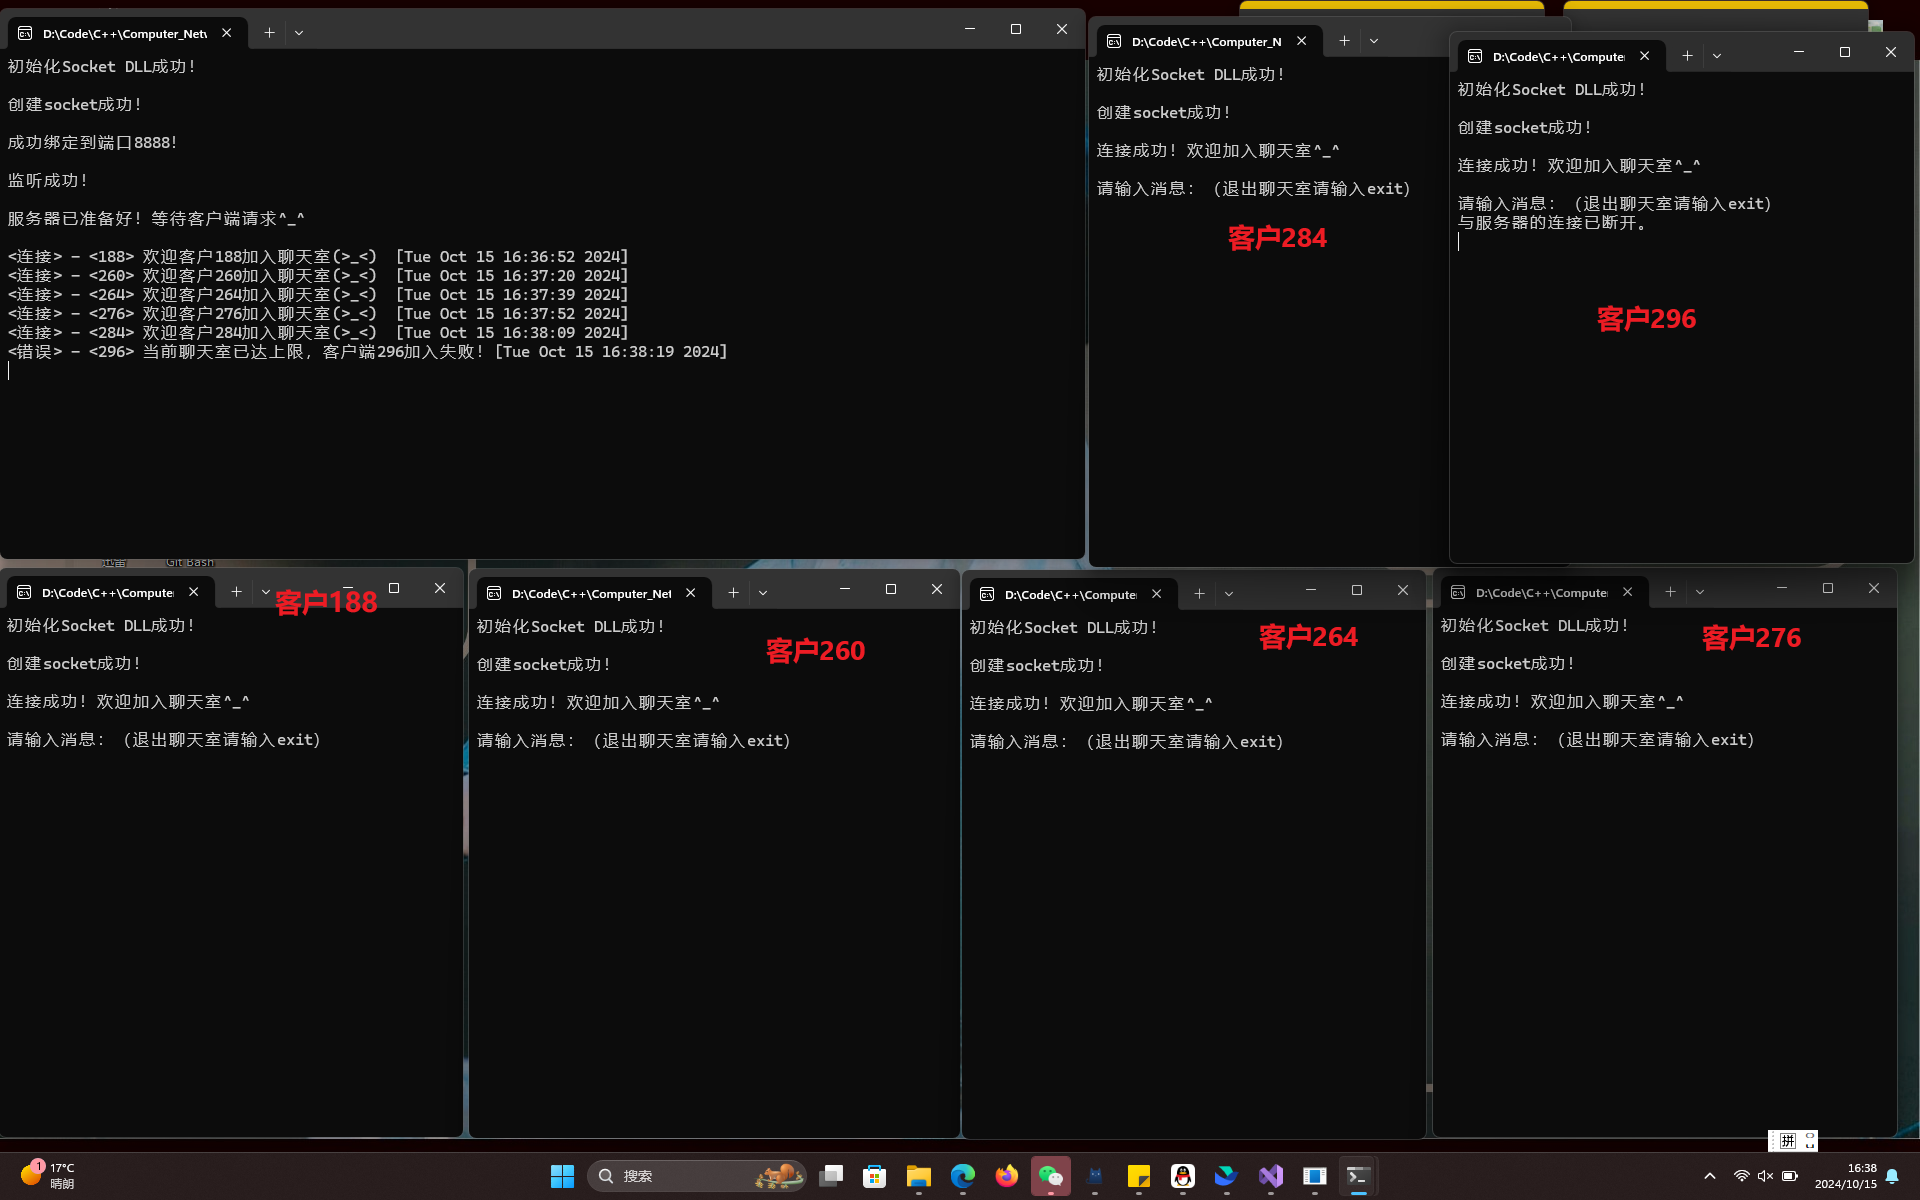 D:\Code\C++\Computer_Netv
初始化Socket DLL成功!
创建socket成功!
成功绑定到端口8888!
监听成功!
服务器已准备好! 等待客户端请求^_^
<连接> - <188> 欢迎客户188加入聊天室(>_<)  [Tue Oct 15 16:36:52 2024]
<连接> - <260> 欢迎客户260加入聊天室(>_<)  [Tue Oct 15 16:37:20 2024]
<连接> - <264> 欢迎客户264加入聊天室(>_<)  [Tue Oct 15 16:37:39 2024]
<连接> - <276> 欢迎客户276加入聊天室(>_<)  [Tue Oct 15 16:37:52 2024]
<连接> - <284> 欢迎客户284加入聊天室(>_<)  [Tue Oct 15 16:38:09 2024]
<错误> - <296> 当前聊天室已达上限, 客户端296加入失败! [Tue Oct 15 16:38:19 2024]
D:\Code\C++\Computer_N
初始化Socket DLL成功!
创建socket成功!
连接成功! 欢迎加入聊天室^_^
请输入消息: (退出聊天室请输入exit)
客户284
D:\Code\C++\Compute
初始化Socket DLL成功!
创建socket成功!
连接成功! 欢迎加入聊天室^_^
请输入消息: (退出聊天室请输入exit)
与服务器的连接已断开。
客户296
迅雷 Git Bash
D:\Code\C++\Compute
客户188
初始化Socket DLL成功!
创建socket成功!
连接成功! 欢迎加入聊天室^_^
请输入消息: (退出聊天室请输入exit)
D:\Code\C++\Computer_Net
初始化Socket DLL成功!
客户260
创建socket成功!
连接成功! 欢迎加入聊天室^_^
请输入消息: (退出聊天室请输入exit)
D:\Code\C++\Compute
初始化Socket DLL成功!
客户264
创建socket成功!
连接成功! 欢迎加入聊天室^_^
请输入消息: (退出聊天室请输入exit)
D:\Code\C++\Compute
初始化Socket DLL成功!
客户276
创建socket成功!
连接成功! 欢迎加入聊天室^_^
请输入消息: (退出聊天室请输入exit)
拼
1
17°C
晴朗
搜索
16:38
2024/10/15